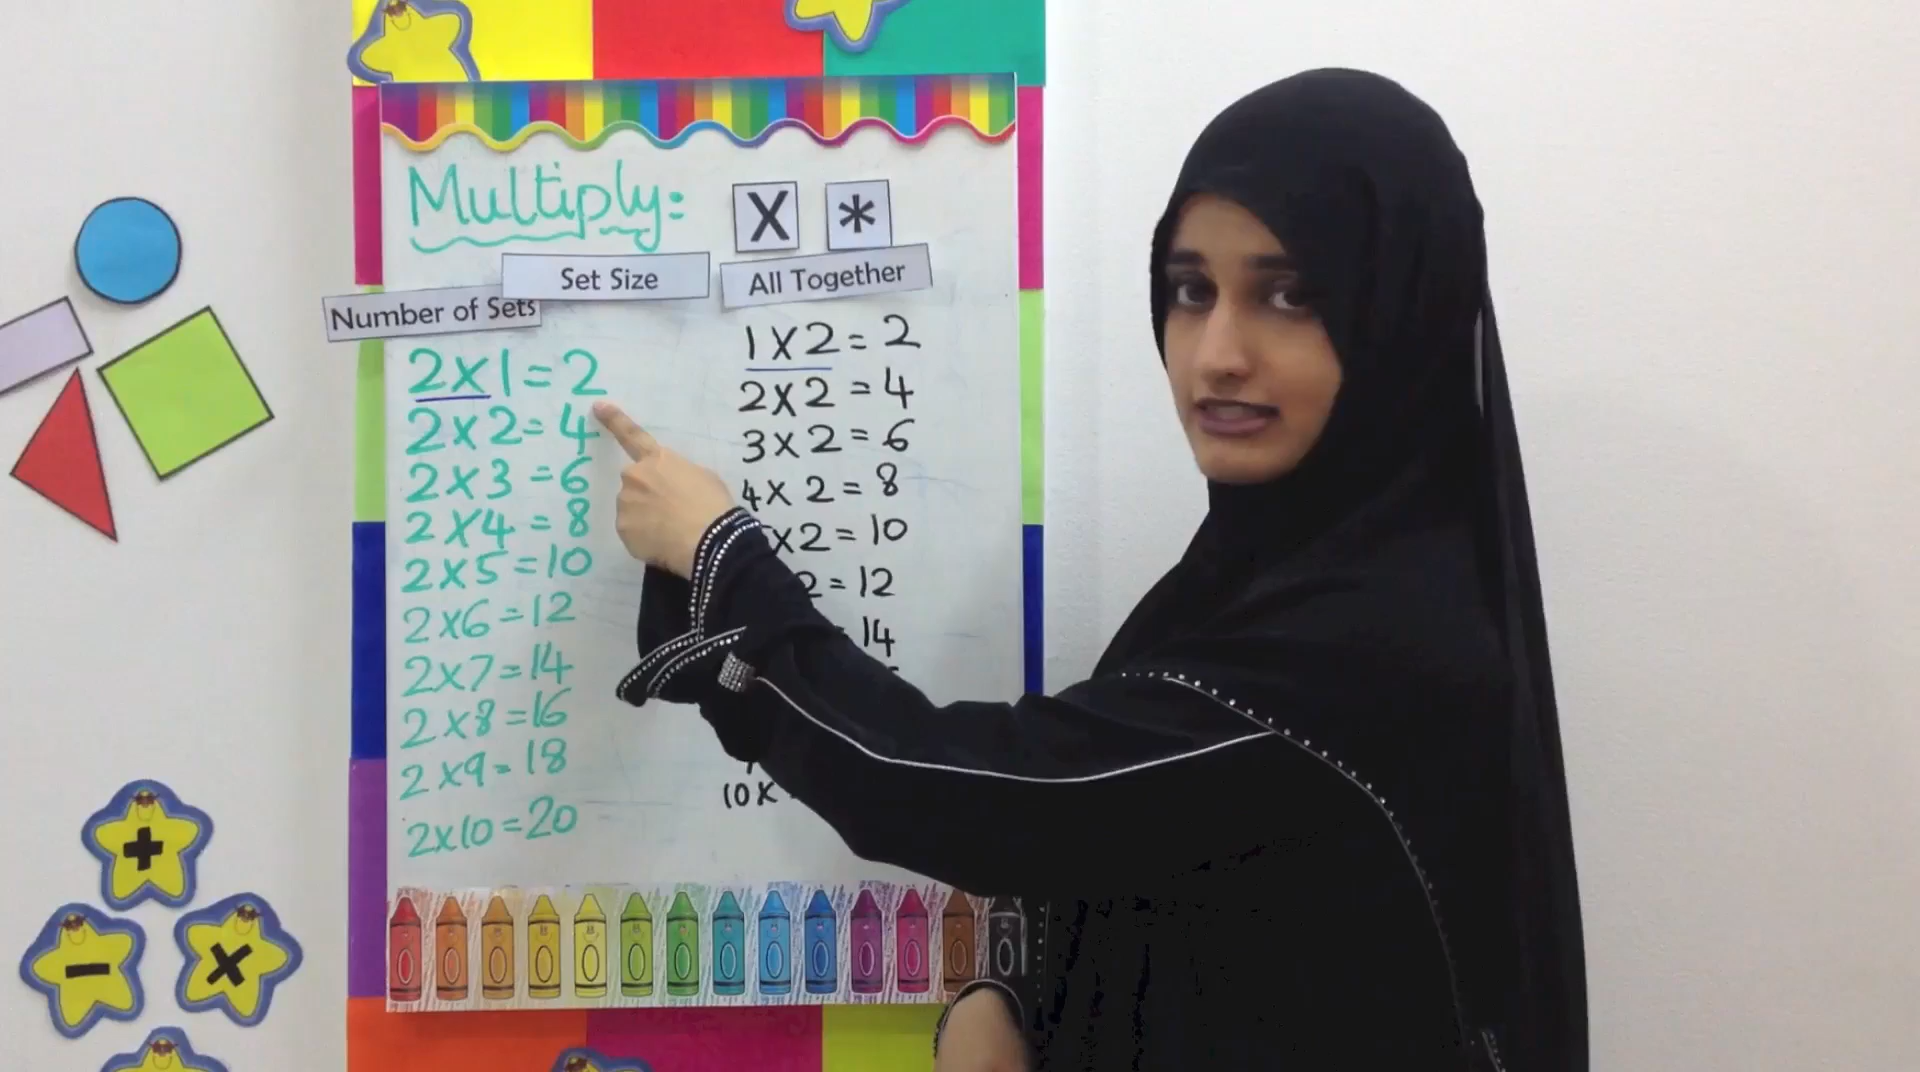 Multiply: X *
Number of Sets Set Size All Together
2x1=2
2x2=4
2x3=6
2x4=8
2x5=10
2x6=12
2x7=14
2x8=16
2x9=18
2x10=20
1x2=2
2x2=4
3x2=6
4x2=8
x2=10
2=12
14
10x
+
-
x